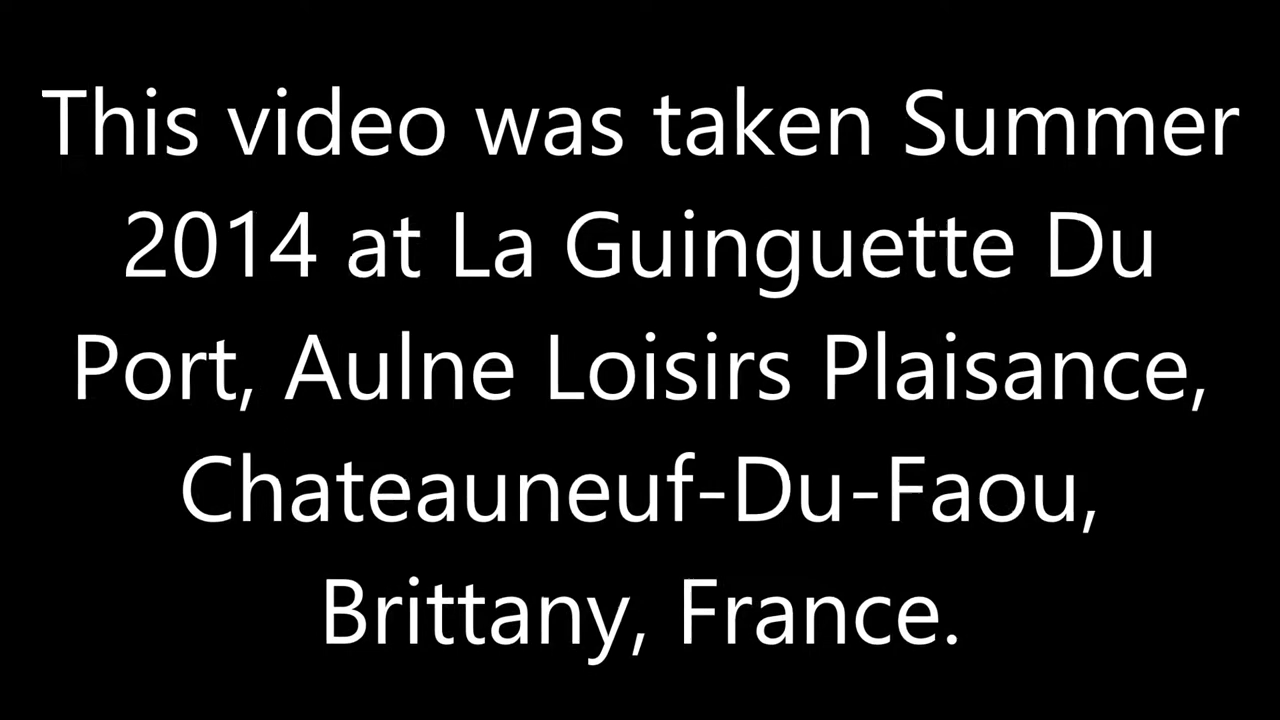 This video was taken Summer
2014 at La Guinguette Du
Port, Aulne Loisirs Plaisance,
Chateauneuf-Du-Faou,
Brittany, France.